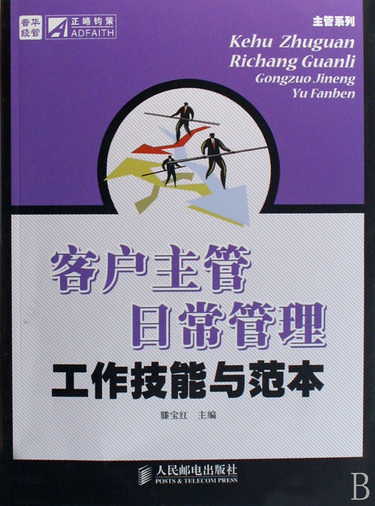 普华
经管
正略钧策
ADFAITH
主管系列
Kehu Zhuguan
Richang Guanli
Gongzuo Jineng
Yu Fanben
客户主管
日常管理
工作技能与范本
滕宝红 主编
人民邮电出版社
POSTS & TELECOM PRESS
B